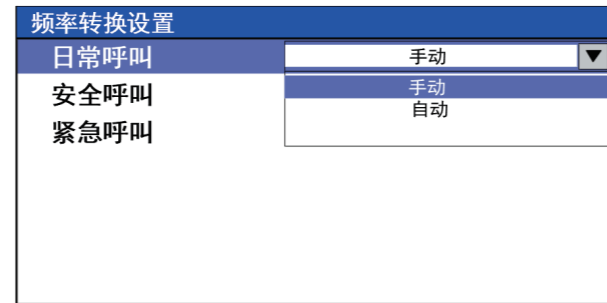 频率转换设置
日常呼叫 手动 ▼
手动
安全呼叫
自动
紧急呼叫